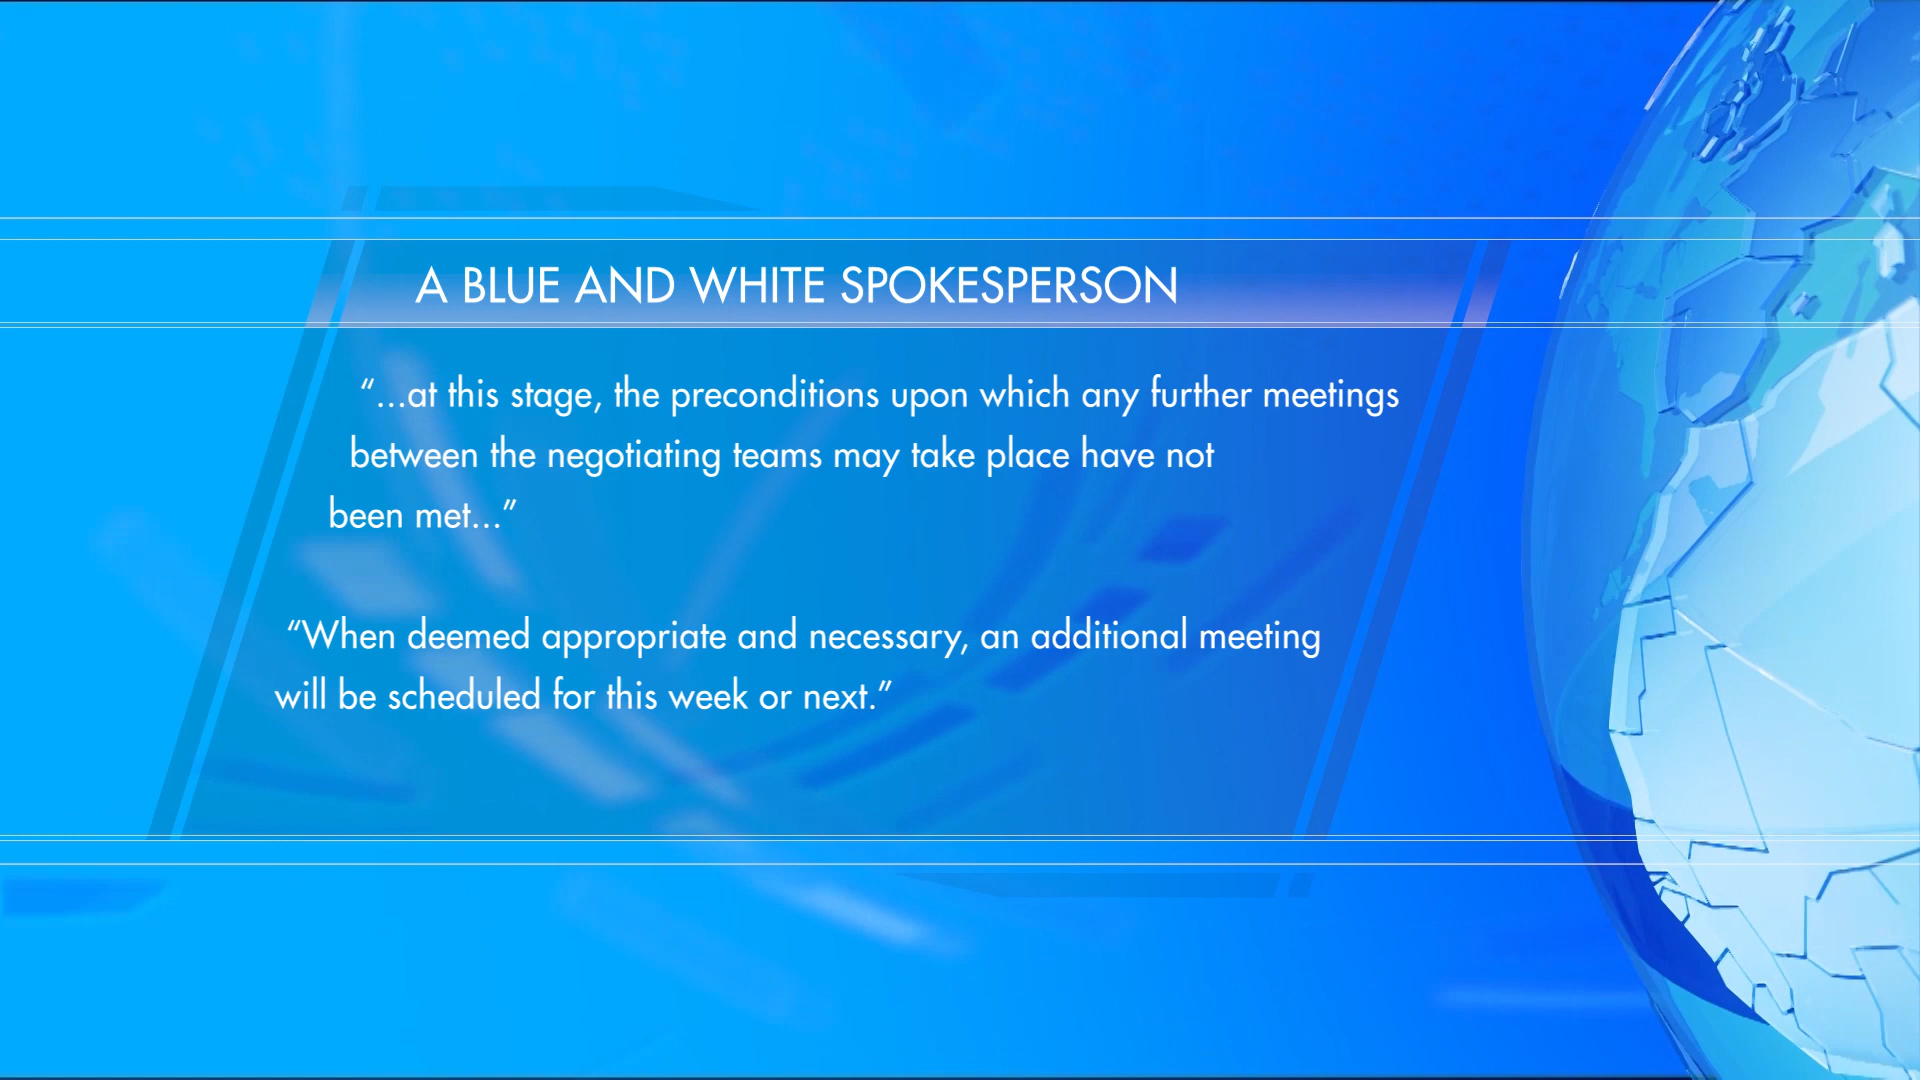 A BLUE AND WHITE SPOKESPERSON
“...at this stage, the preconditions upon which any further meetings
between the negotiating teams may take place have not
been met...”
“When deemed appropriate and necessary, an additional meeting
will be scheduled for this week or next.”